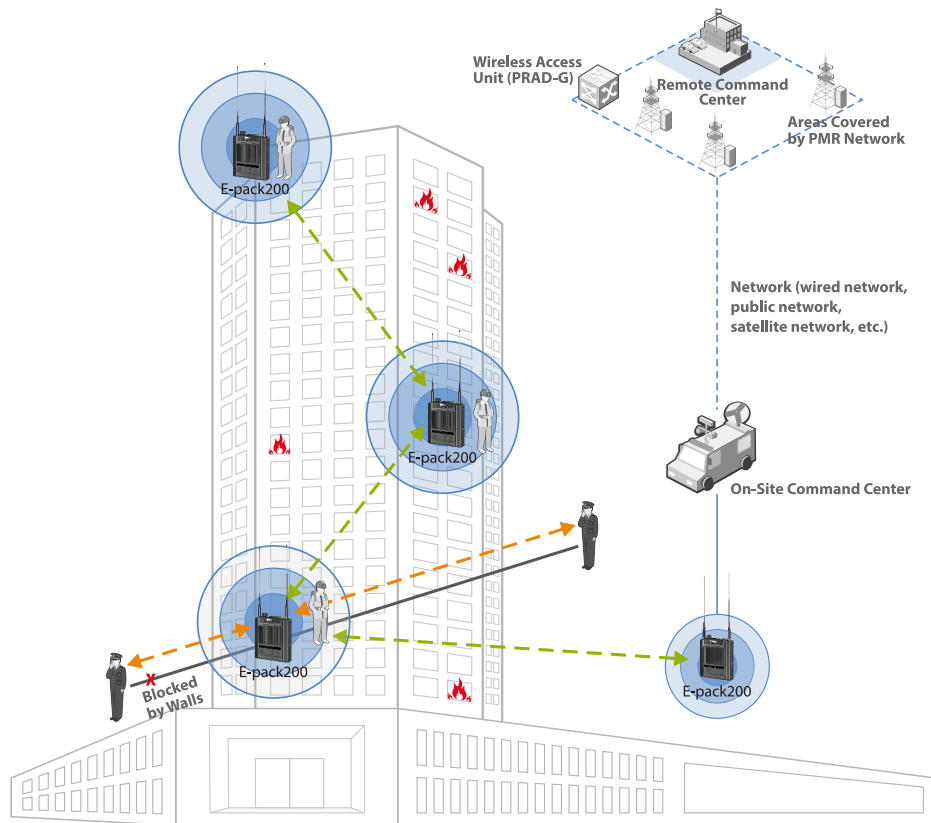 Wireless Access
Unit (PRAD-G)
Remote Command
Center
Areas Covered
by PMR Network
E-pack200
Network (wired network,
public network,
satellite network, etc.)
E-pack200
On-Site Command Center
E-pack200
Blocked
by Walls
E-pack200